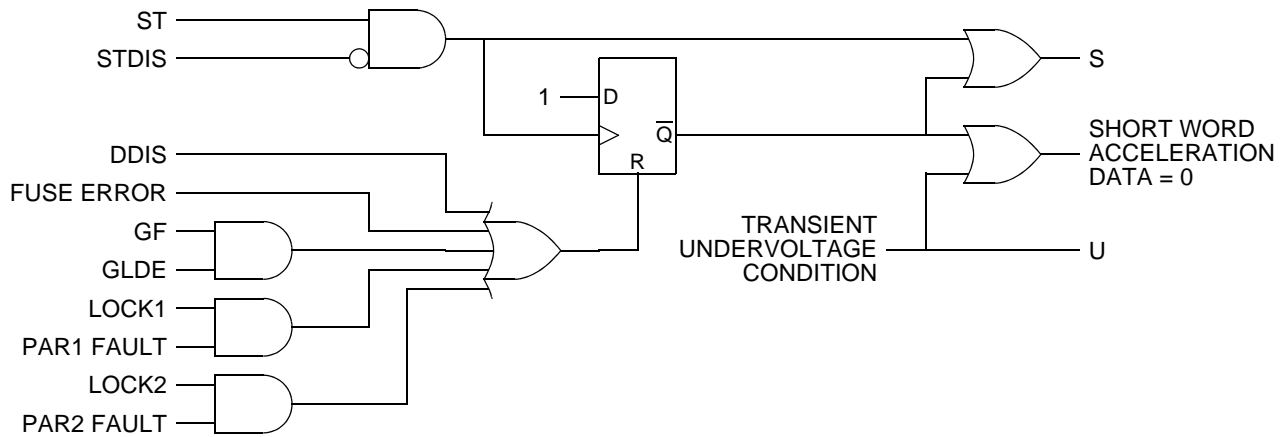 ST
STDIS
1
D
Q
R
S
SHORT WORD
ACCELERATION
DATA = 0
DDIS
FUSE ERROR
GF
GLDE
LOCK1
PAR1 FAULT
LOCK2
PAR2 FAULT
TRANSIENT
UNDERVOLTAGE
CONDITION
U